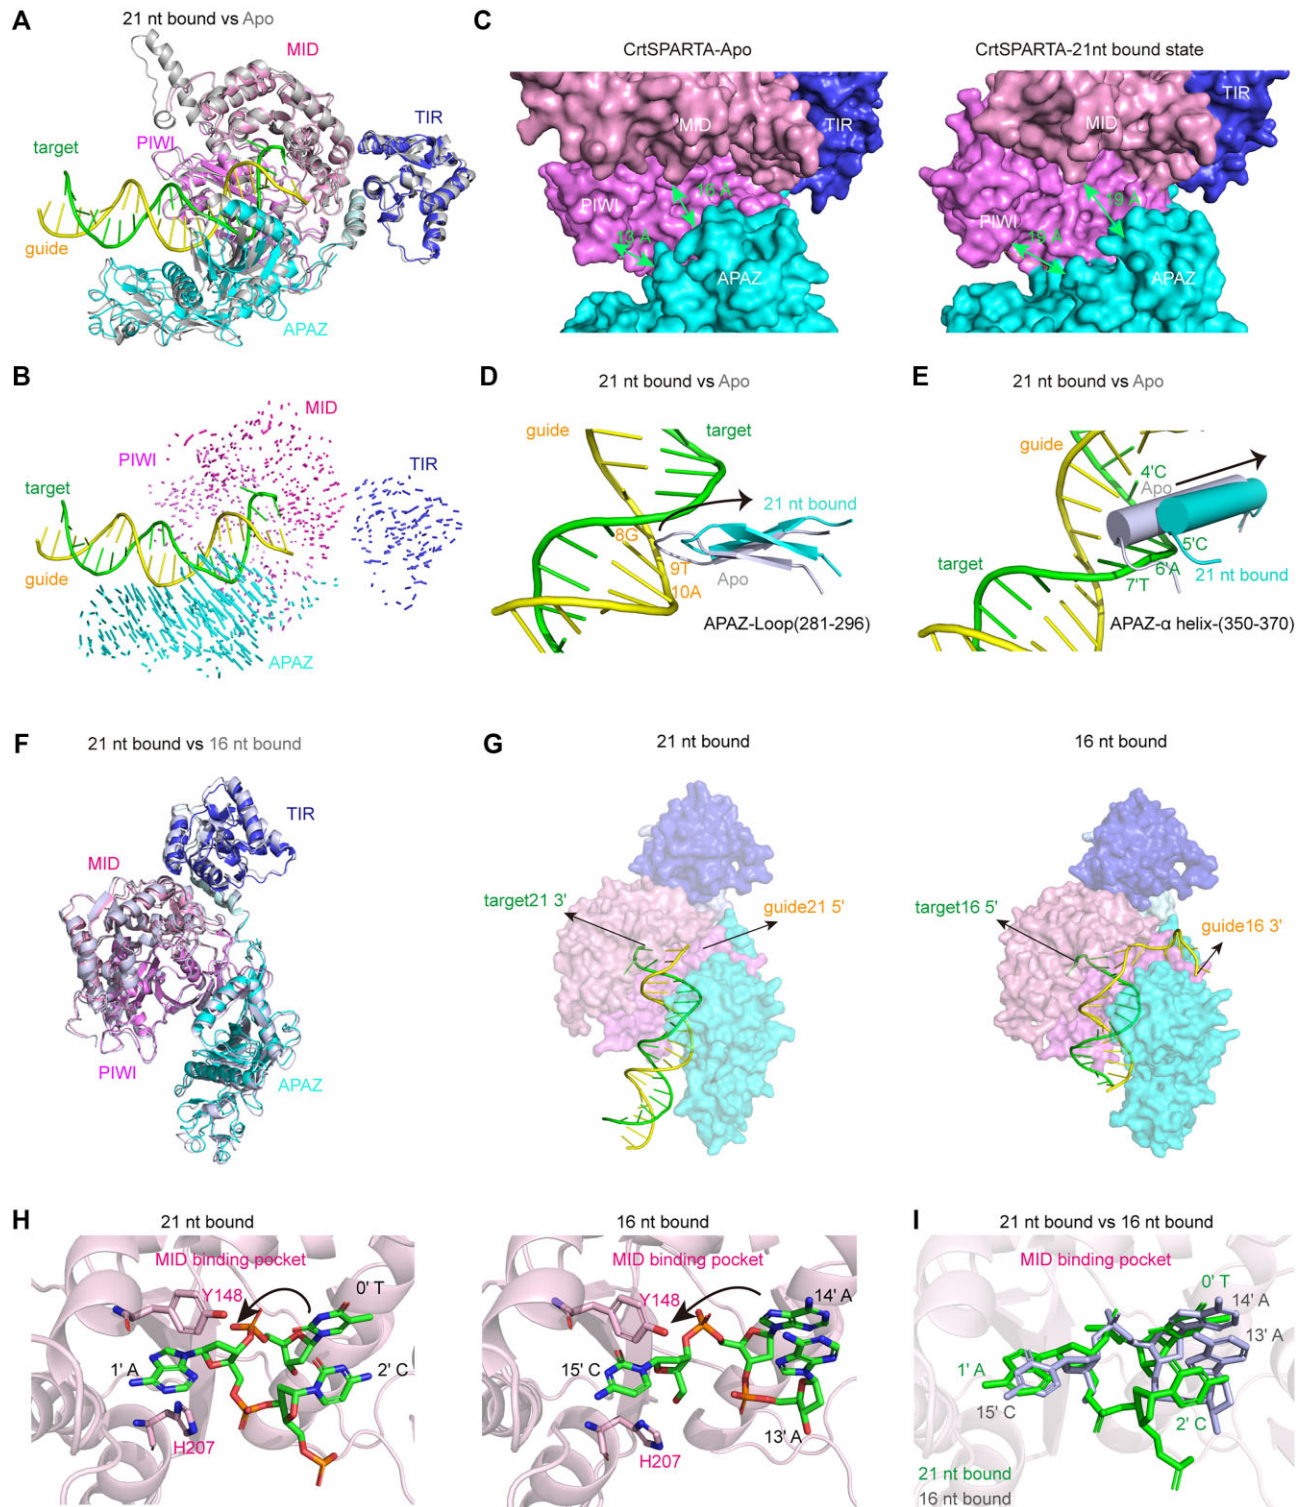 A
21 nt bound vs Apo
MID
TIR
PIWI
target
guide
APAZ
C
CrtSPARTA-Apo
CrtSPARTA-21nt bound state
MID
TIR
PIWI
16 Å
13 Å
APAZ
TIR
MID
PIWI
19 Å
19 Å
APAZ
B
MID
PIWI
TIR
target
guide
APAZ
D
21 nt bound vs Apo
guide
target
21 nt bound
8G
9T
10A
Apo
APAZ-Loop(281-296)
E
21 nt bound vs Apo
guide
4'C
Apo
5'C
6'A
7'T
target
21 nt bound
APAZ-α helix-(350-370)
F
21 nt bound vs 16 nt bound
TIR
MID
PIWI
APAZ
G
21 nt bound
16 nt bound
target21 3'
guide21 5'
target16 5'
guide16 3'
H
21 nt bound
MID binding pocket
Y148
0' T
1' A
2' C
H207
16 nt bound
MID binding pocket
Y148
14' A
15' C
13' A
H207
I
21 nt bound vs 16 nt bound
MID binding pocket
0' T
14' A
13' A
1' A
15' C
2' C
21 nt bound
16 nt bound